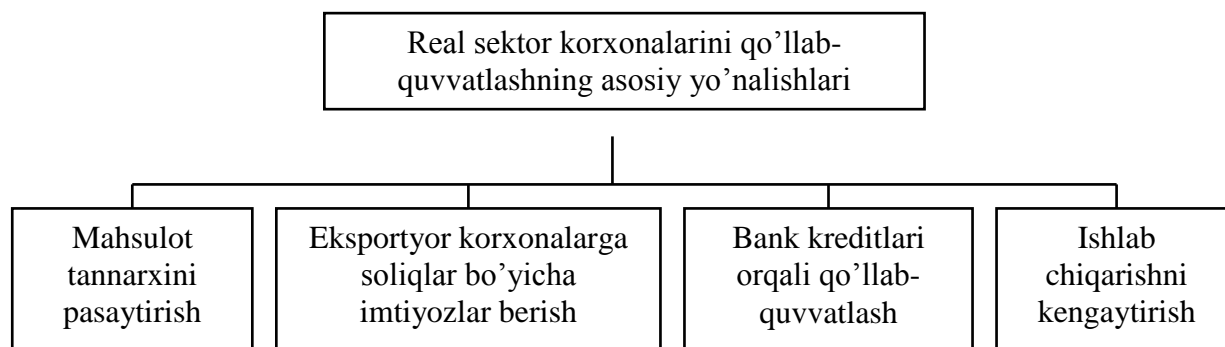 Real sektor korxonalarini qo’llab-
quvvatlashning asosiy yo’nalishlari
Mahsulot
tannarxini
pasaytirish
Eksportyor korxonalarga
soliqlar bo’yicha
imtiyozlar berish
Bank kreditlari
orqali qo’llab-
quvvatlash
Ishlab
chiqarishni
kengaytirish